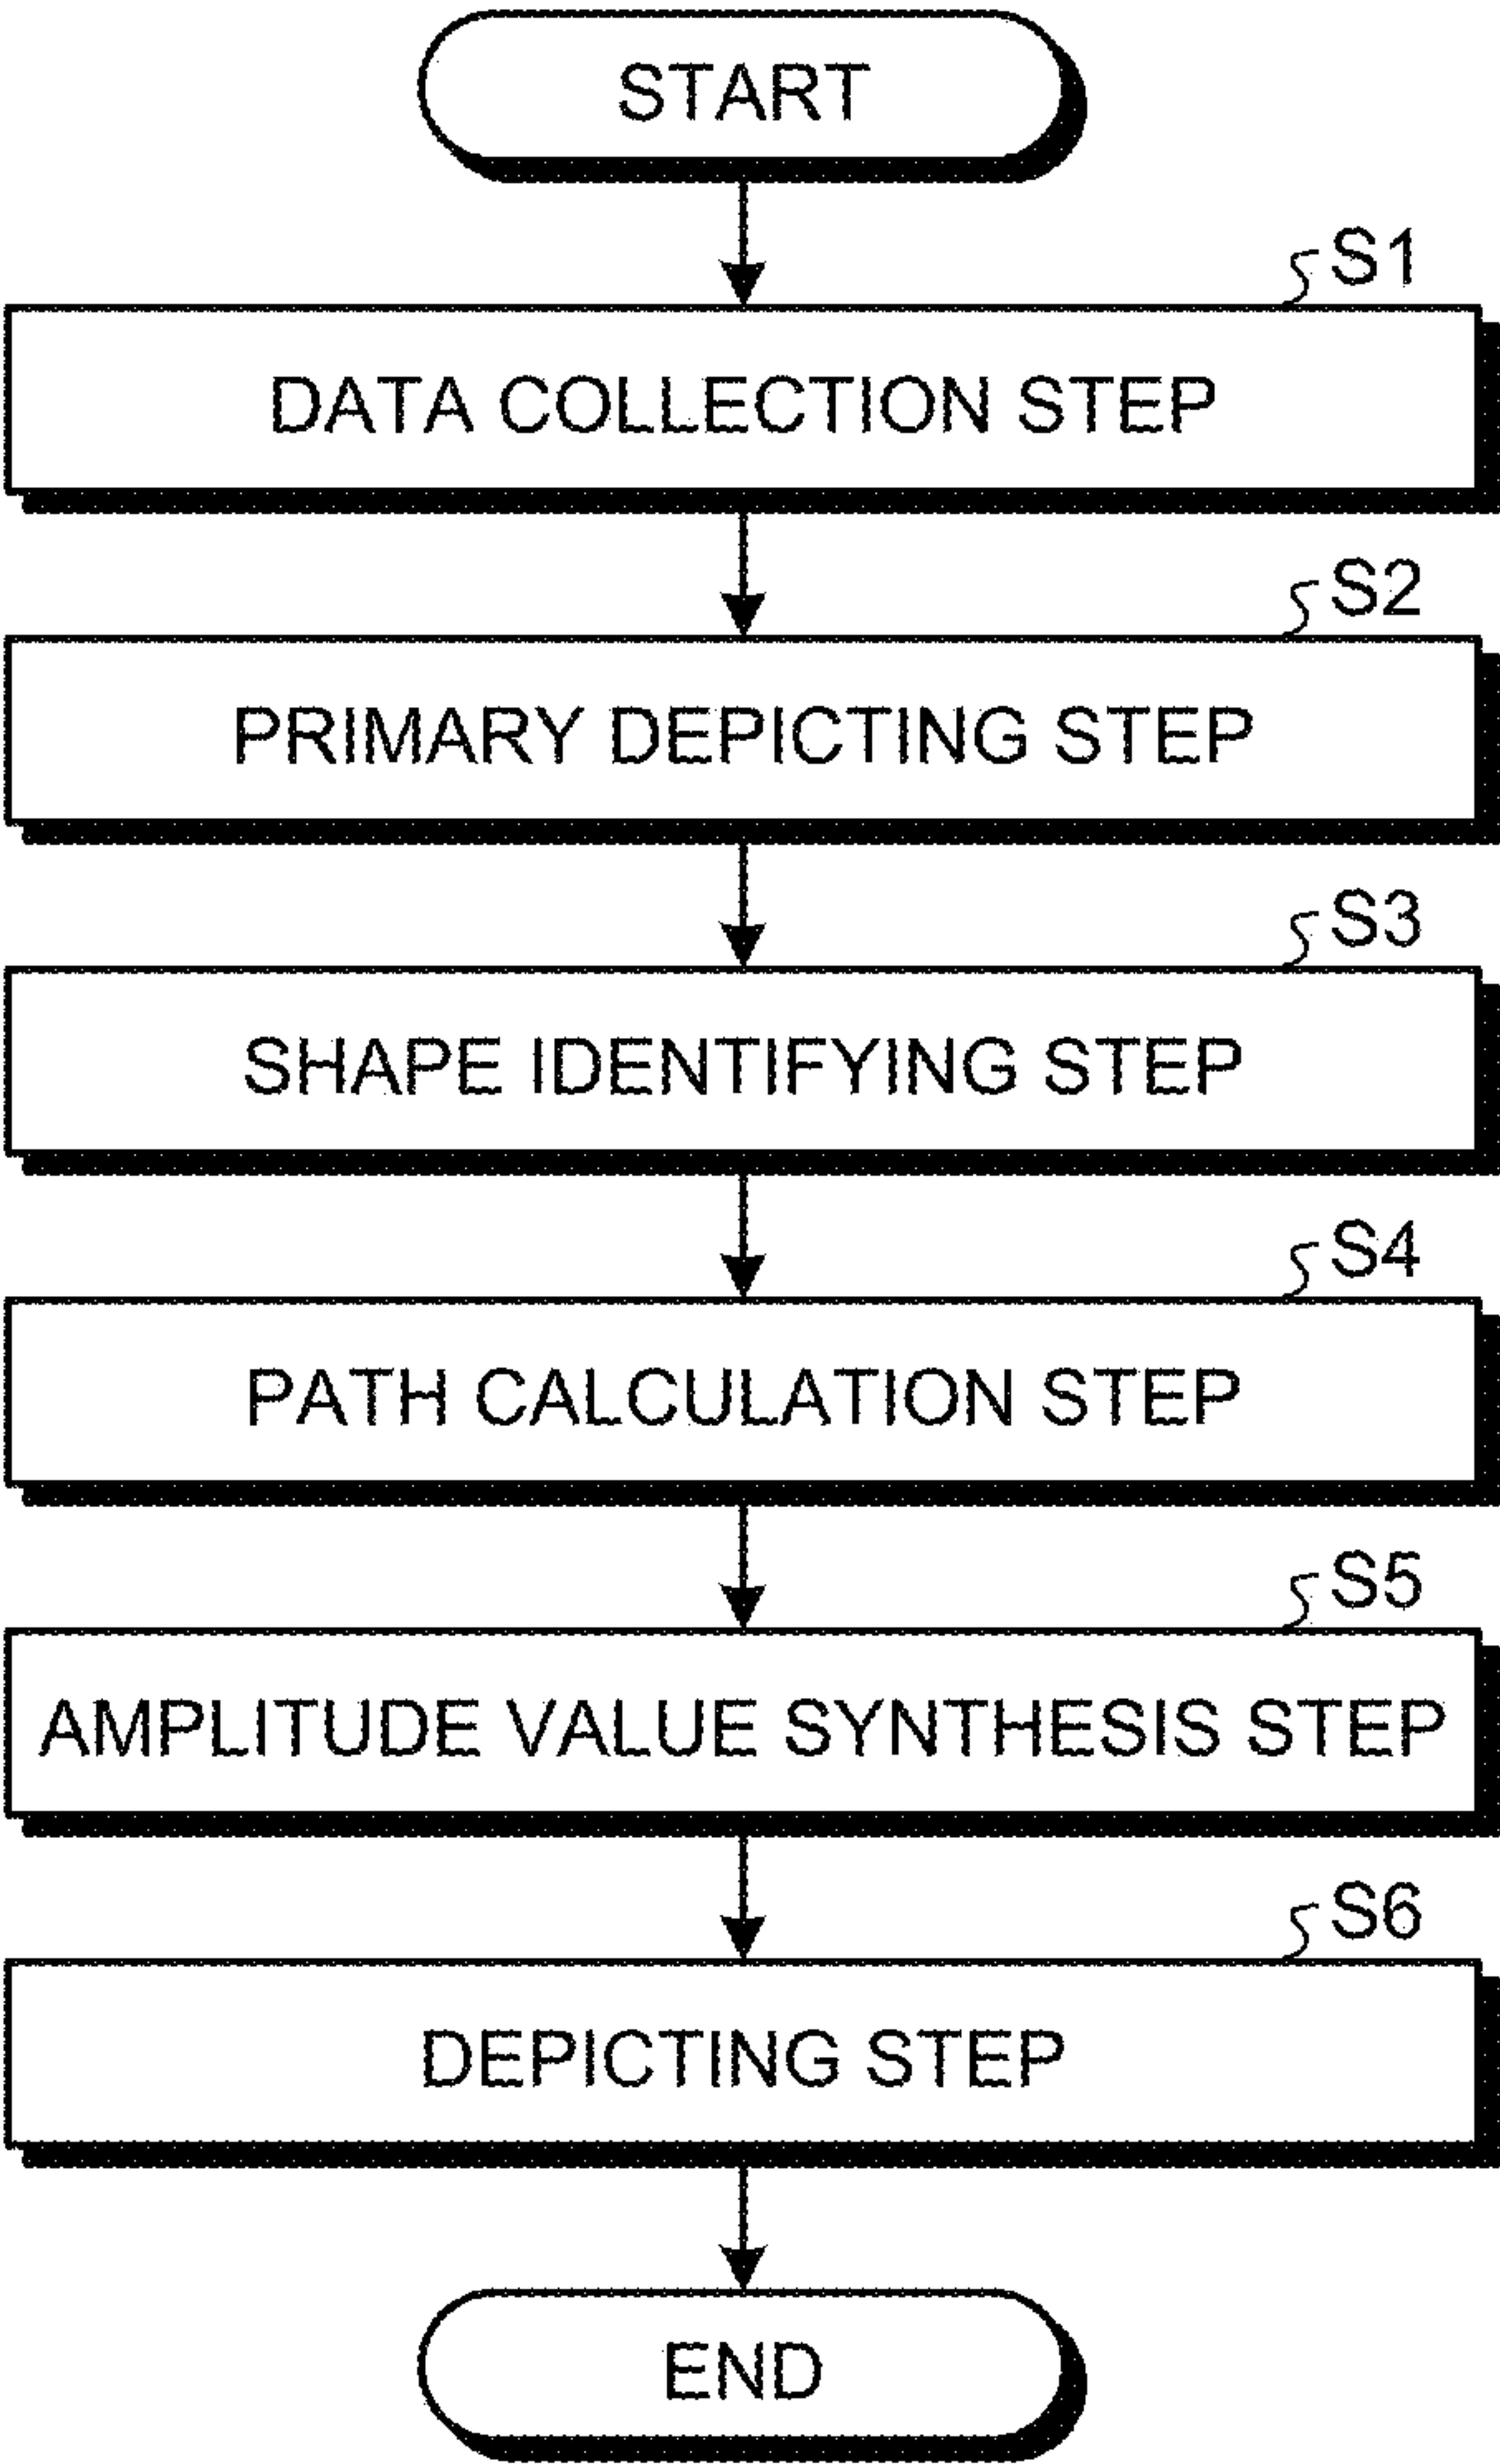 START
S1
DATA COLLECTION STEP
S2
PRIMARY DEPICTING STEP
S3
SHAPE IDENTIFYING STEP
S4
PATH CALCULATION STEP
S5
AMPLITUDE VALUE SYNTHESIS STEP
S6
DEPICTING STEP
END